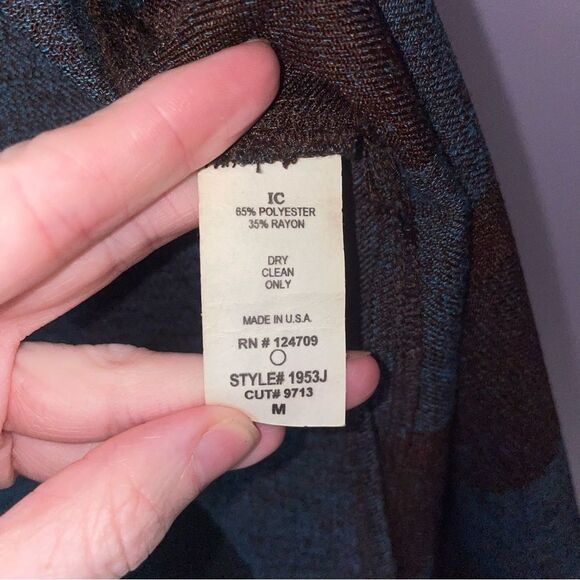 IC
65% POLYESTER
35% RAYON
DRY
CLEAN
ONLY
MADE IN U.S.A.
RN # 124709
STYLE# 1953J
CUT# 9713
M